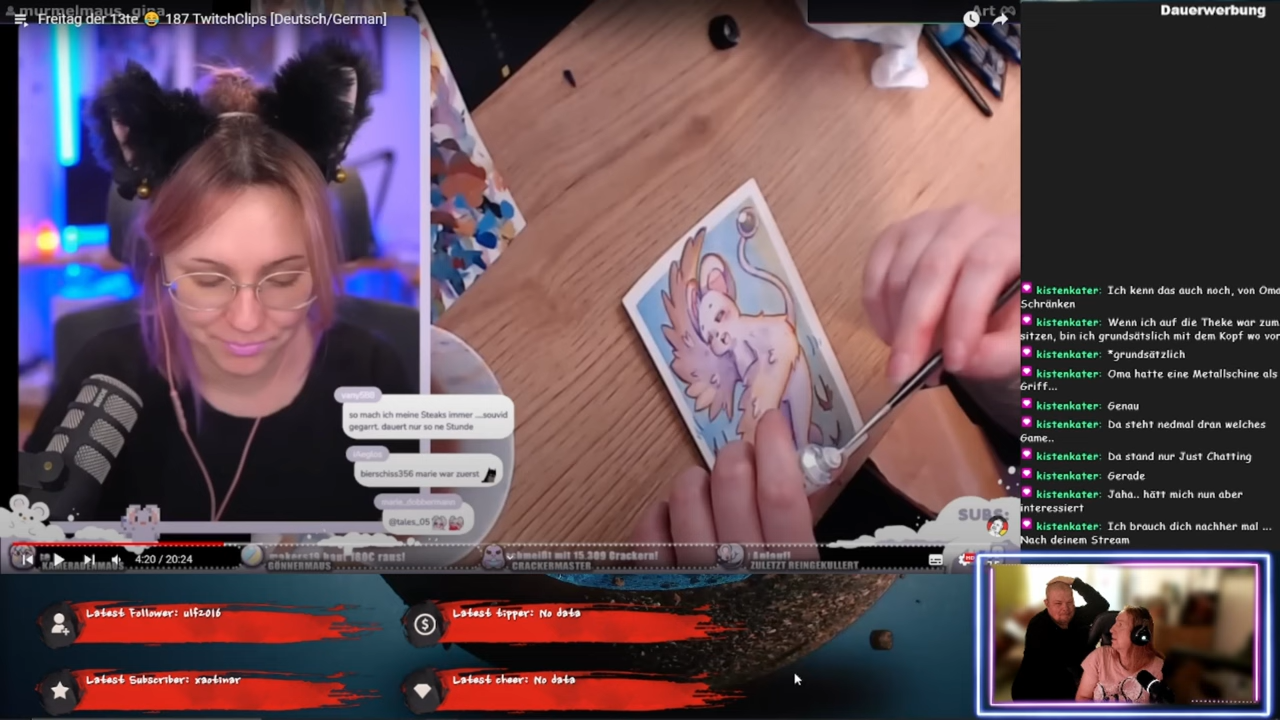 murmelmaus_gina
Freitag der 13te 😂 187 TwitchClips [Deutsch/German]
Art
Dauerwerbung
so mach ich meine Steaks immer ...souvid
gegarrt. dauert nur so ne Stunde
bierschiss356 marie war zuerst
marie_dobbermann
@tales_05
SUBS:
4:20 / 20:24
GÖNNERMAUS
schmeißt mit 15.309 Crackern!
CRACKERMASTER
Anlauf!
ZULETZT REINGEKULLERT
kistenkater: Ich kenn das auch noch, von Oma
Schränken
kistenkater: Wenn ich auf die Theke war zum
sitzen, bin ich grundsätslich mit dem Kopf wo vor
kistenkater: *grundsätzlich
kistenkater: Oma hatte eine Metallschine als
Griff...
kistenkater: Genau
kistenkater: Da steht nedmal dran welches
Game..
kistenkater: Da stand nur Just Chatting
kistenkater: Gerade
kistenkater: Jaha.. hätt mich nun aber
interessiert
kistenkater: Ich brauch dich nachher mal ...
Nach deinem Stream
Latest Follower: ulf2016
Latest tipper: No data
Latest Subscriber: xaotinar
Latest cheer: No data